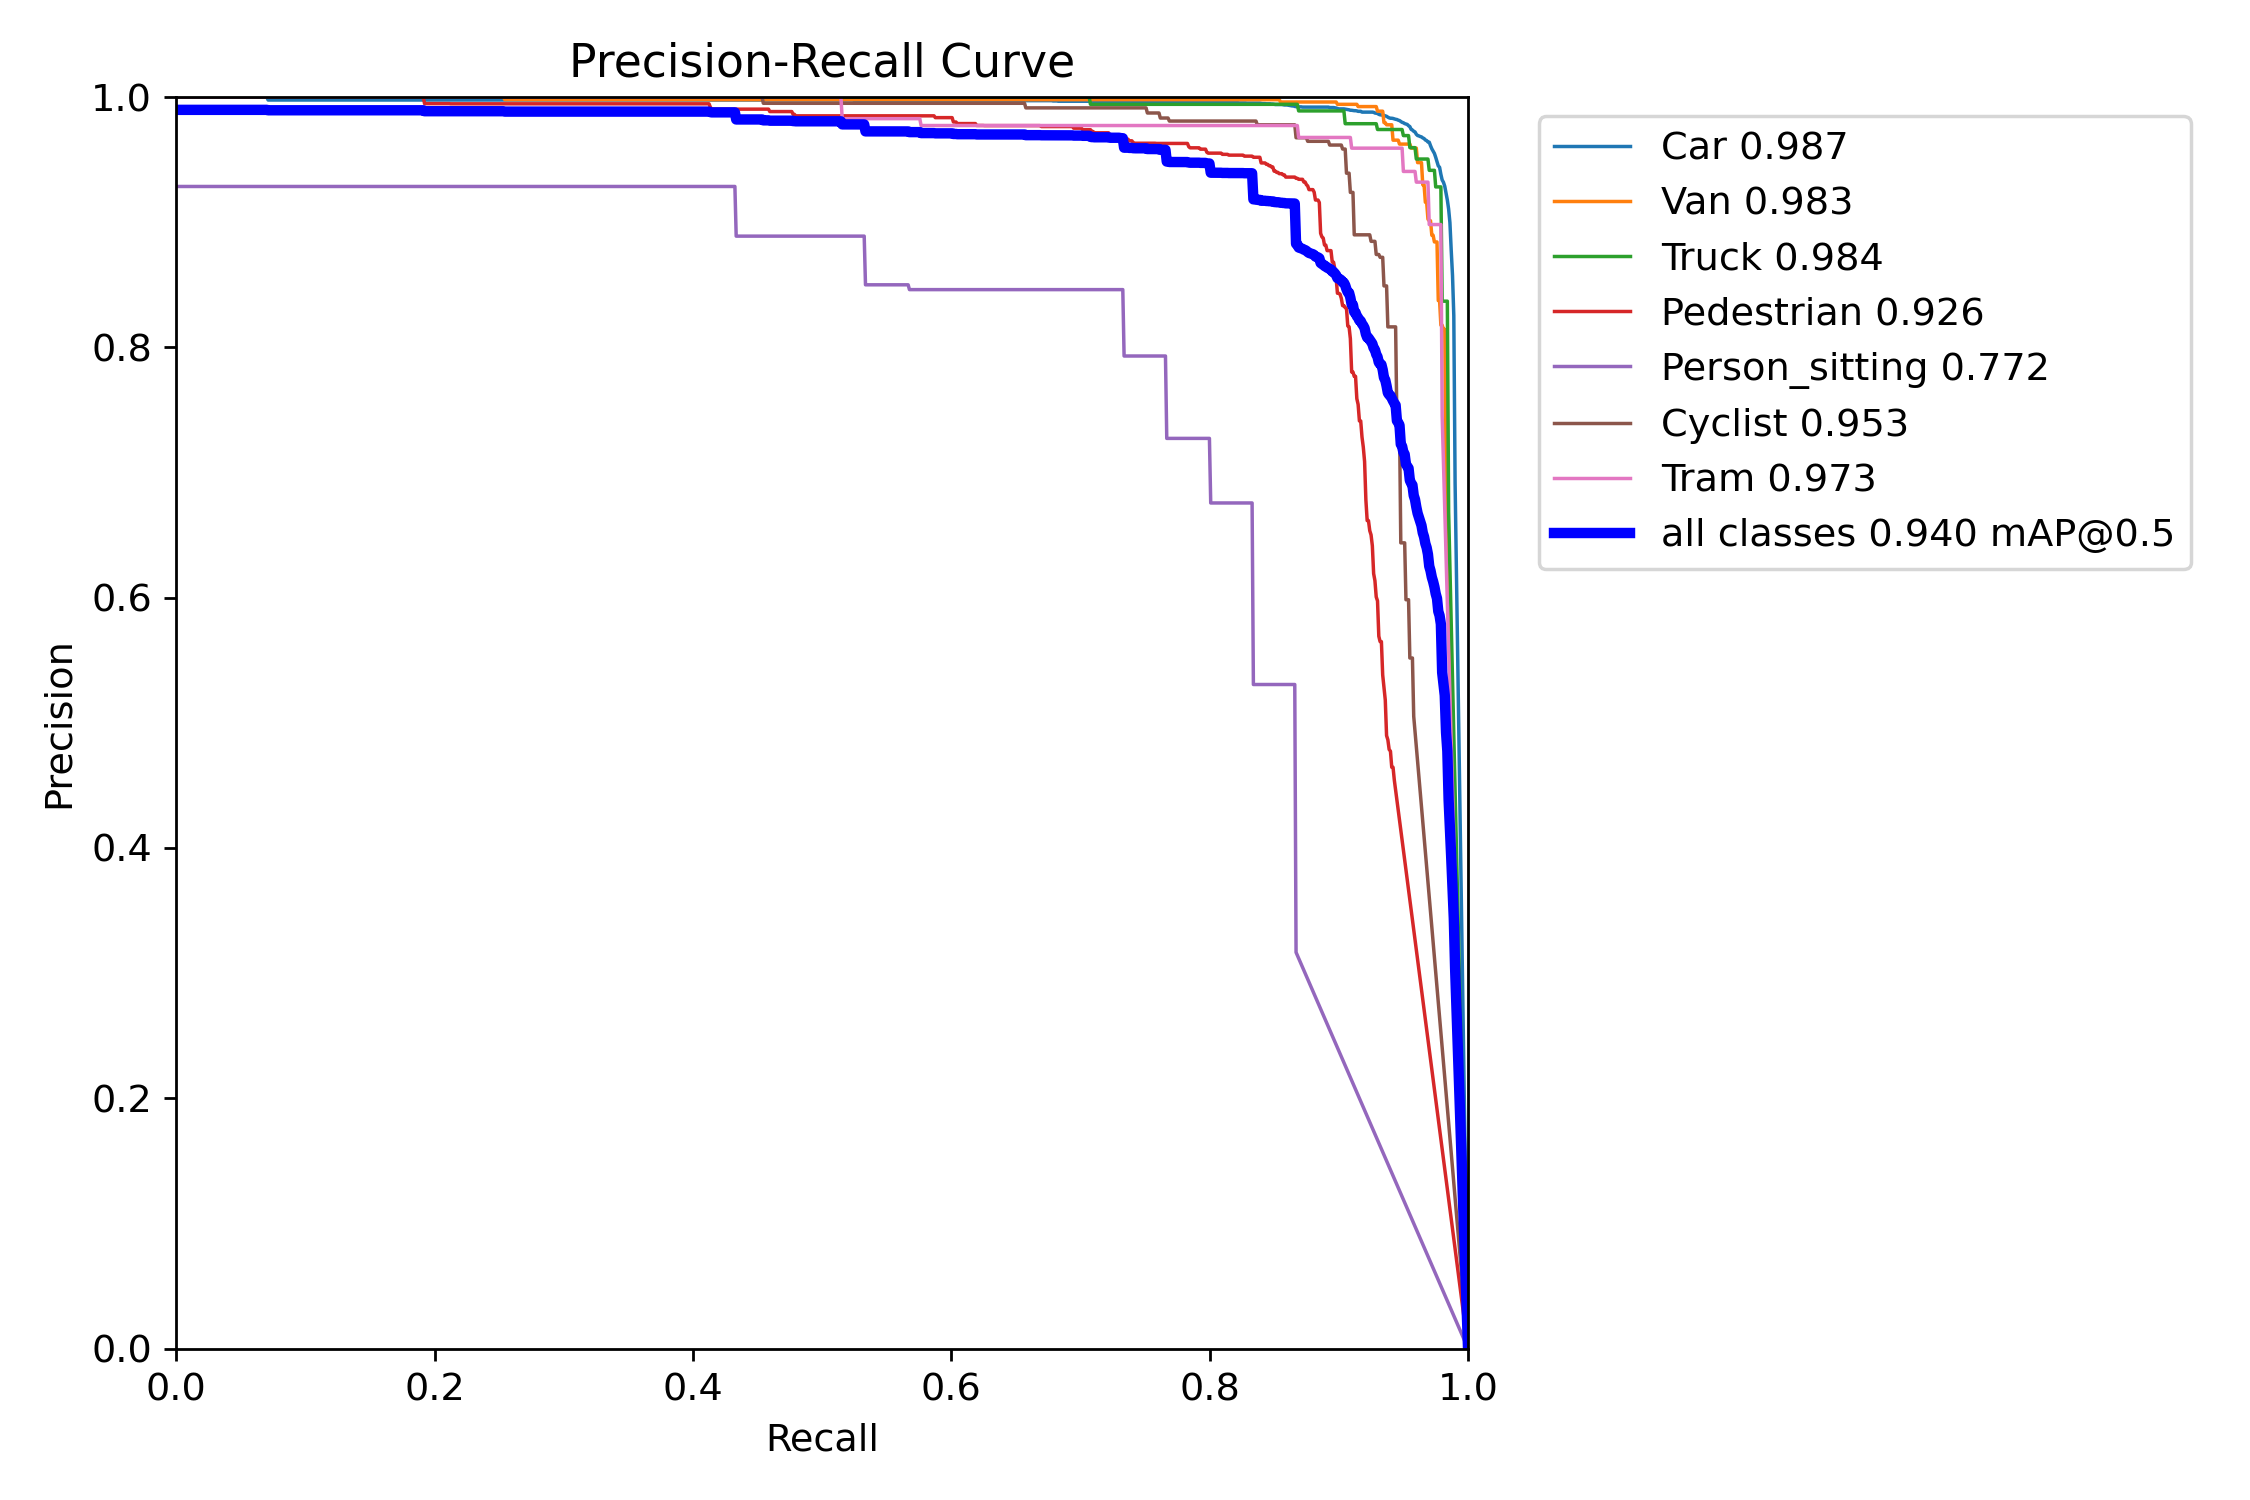 Precision-Recall Curve
1.0
0.8
0.6
0.4
0.2
0.0
Precision
0.0 0.2 0.4 0.6 0.8 1.0
Recall
Car 0.987
Van 0.983
Truck 0.984
Pedestrian 0.926
Person_sitting 0.772
Cyclist 0.953
Tram 0.973
all classes 0.940 mAP@0.5